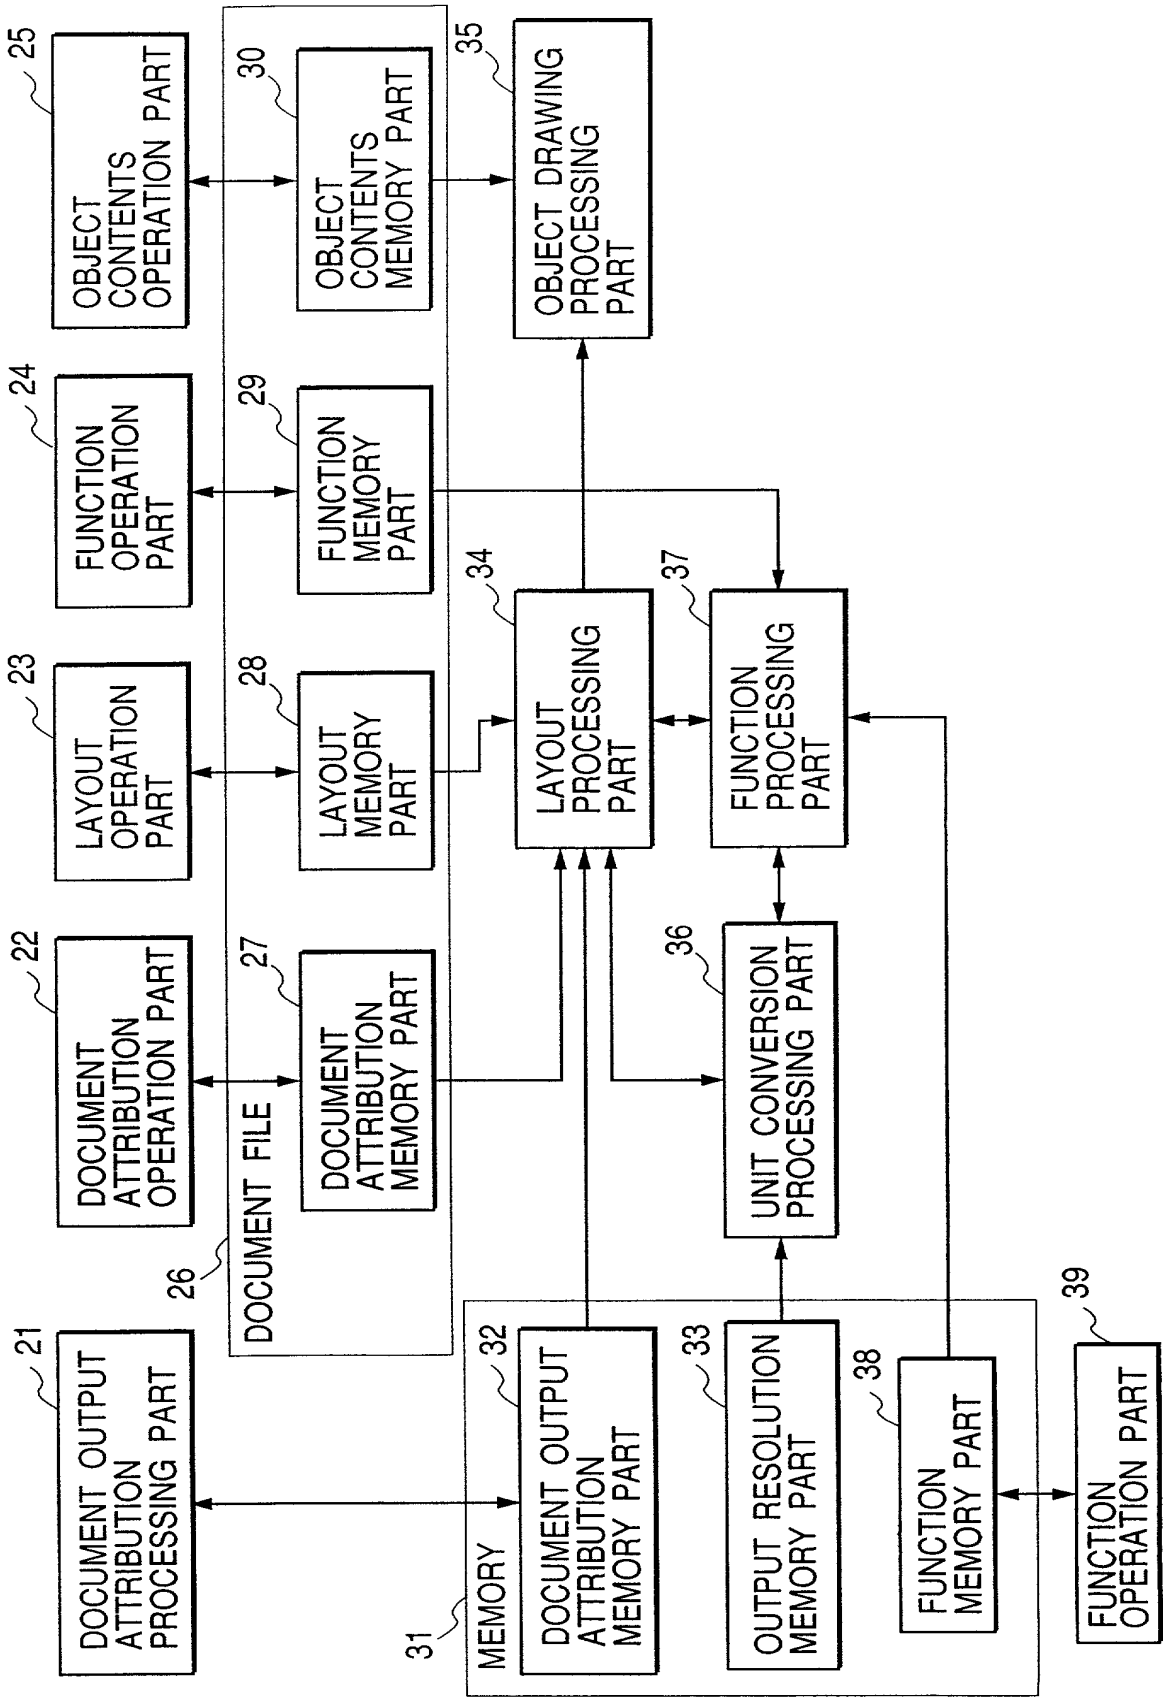 21
DOCUMENT OUTPUT
ATTRIBUTION
PROCESSING PART
22
DOCUMENT
ATTRIBUTION
OPERATION PART
23
LAYOUT
OPERATION
PART
24
FUNCTION
OPERATION
PART
25
OBJECT
CONTENTS
OPERATION PART
26
DOCUMENT FILE
27
DOCUMENT
ATTRIBUTION
MEMORY PART
28
LAYOUT
MEMORY
PART
29
FUNCTION
MEMORY
PART
30
OBJECT
CONTENTS
MEMORY PART
31
MEMORY
32
DOCUMENT OUTPUT
ATTRIBUTION
MEMORY PART
34
LAYOUT
PROCESSING
PART
35
OBJECT DRAWING
PROCESSING
PART
33
OUTPUT RESOLUTION
MEMORY PART
36
UNIT CONVERSION
PROCESSING PART
37
FUNCTION
PROCESSING
PART
38
FUNCTION
MEMORY PART
39
FUNCTION
OPERATION PART